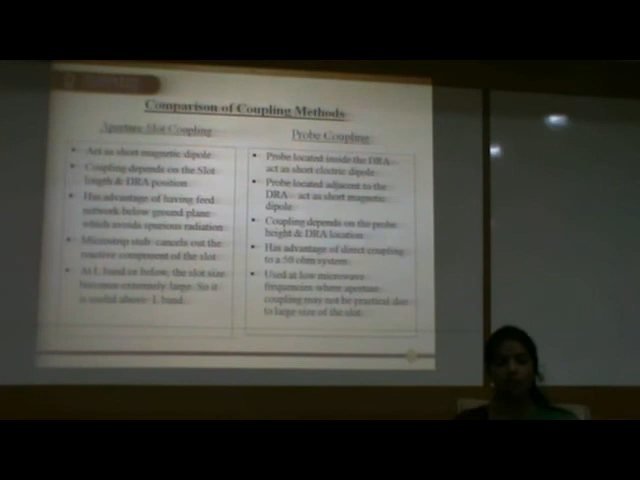 Comparison of Coupling Methods
Aperture Slot Coupling
• Act as short magnetic dipole
• Coupling depends on the Slot
length & DRA position
• Has advantage of having feed
network below ground plane
which avoids spurious radiation
• Microstrip stub cancels out the
reactive component of the slot
• At L band or below, the slot size
becomes extremely large. So it
is useful above L band.
Probe Coupling
• Probe located inside the DRA –
act as short electric dipole
• Probe located adjacent to the
DRA – act as short magnetic
dipole.
• Coupling depends on the probe
height & DRA location
• Has advantage of direct coupling
to a 50 ohm system.
• Used at low microwave
frequencies where aperture
coupling may not be practical due
to large size of the slit.